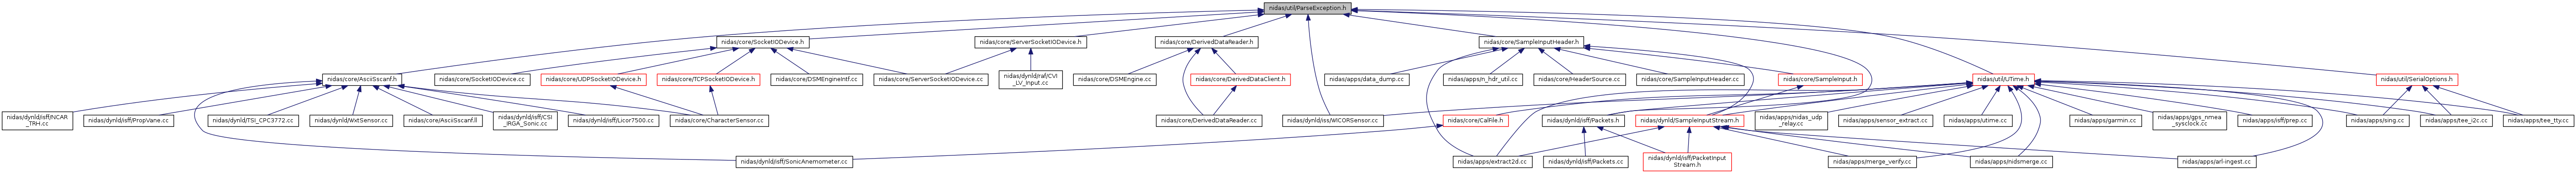 nidas/util/ParseException.h
nidas/core/SocketIODevice.h
nidas/core/ServerSocketIODevice.h
nidas/core/DerivedDataReader.h
nidas/core/SampleInputHeader.h
nidas/core/AsciiSscanf.h
nidas/core/SocketIODevice.cc
nidas/core/UDPSocketIODevice.h
nidas/core/TCPSocketIODevice.h
nidas/core/DSMEngineIntf.cc
nidas/core/ServerSocketIODevice.cc
nidas/dynld/raf/CVI
_LV_Input.cc
nidas/core/DSMEngine.cc
nidas/core/DerivedDataClient.h
nidas/apps/data_dump.cc
nidas/apps/n_hdr_util.cc
nidas/core/HeaderSource.cc
nidas/core/SampleInputHeader.cc
nidas/core/SampleInput.h
nidas/util/UTime.h
nidas/util/SerialOptions.h
nidas/dynld/isff/NCAR
_TRH.cc
nidas/dynld/isff/PropVane.cc
nidas/dynld/TSI_CPC3772.cc
nidas/dynld/WxtSensor.cc
nidas/core/AsciiSscanf.ll
nidas/dynld/isff/CSI
_IRGA_Sonic.cc
nidas/dynld/isff/Licor7500.cc
nidas/core/CharacterSensor.cc
nidas/core/DerivedDataReader.cc
nidas/dynld/iss/WICORSensor.cc
nidas/core/CalFile.h
nidas/dynld/isff/Packets.h
nidas/dynld/SampleInputStream.h
nidas/apps/nidas_udp
_relay.cc
nidas/apps/sensor_extract.cc
nidas/apps/utime.cc
nidas/apps/garmin.cc
nidas/apps/gps_nmea
_sysclock.cc
nidas/apps/isff/prep.cc
nidas/apps/sing.cc
nidas/apps/tee_i2c.cc
nidas/apps/tee_tty.cc
nidas/dynld/isff/SonicAnemometer.cc
nidas/apps/extract2d.cc
nidas/dynld/isff/Packets.cc
nidas/dynld/isff/PacketInput
Stream.h
nidas/apps/merge_verify.cc
nidas/apps/nidsmerge.cc
nidas/apps/arl-ingest.cc